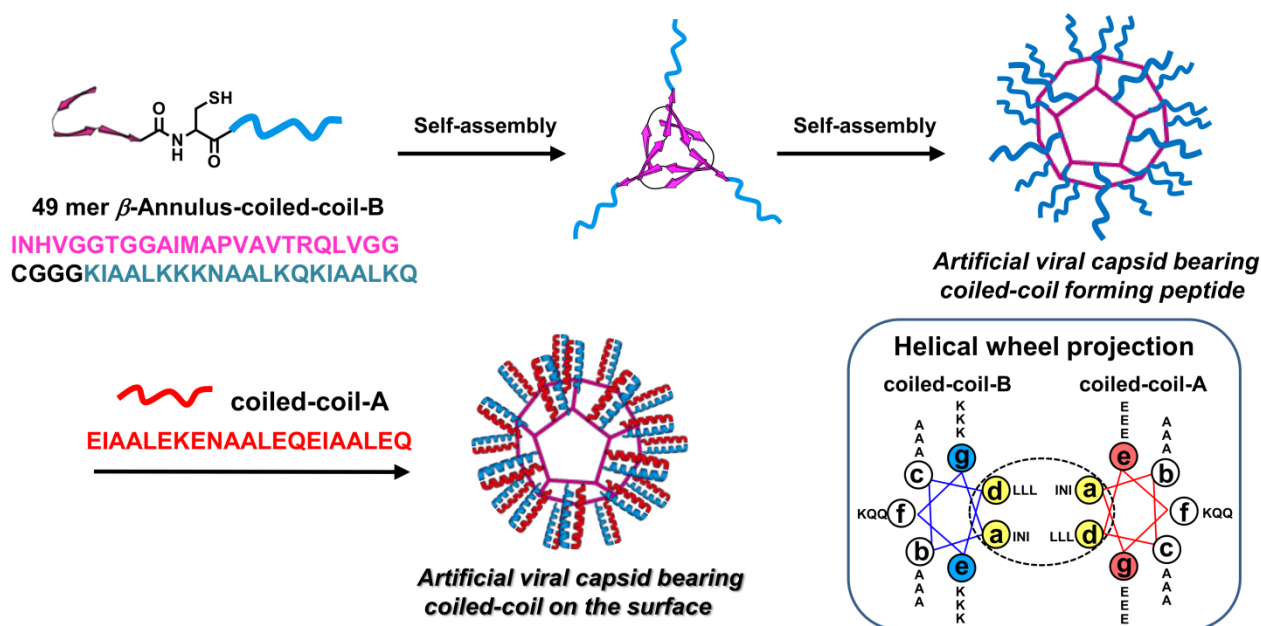 SH
O
N
H
O
Self-assembly
Self-assembly
49 mer β-Annulus-coiled-coil-B
INHVGGTGGAIMAPVAVTRQLVGG
CGGGKIAALKKKNAALKQKIAALKQ
Artificial viral capsid bearing
coiled-coil forming peptide
coiled-coil-A
EIAALEKENAALEQEIAALEQ
Artificial viral capsid bearing
coiled-coil on the surface
Helical wheel projection
coiled-coil-B coiled-coil-A
K
K
K
E
E
E
A
A
A
A
A
A
g e
c b
d LLL INI a
KQQ f f KQQ
a INI LLL d
b c
e g
A
A
A
K
K
K
E
E
E
A
A
A